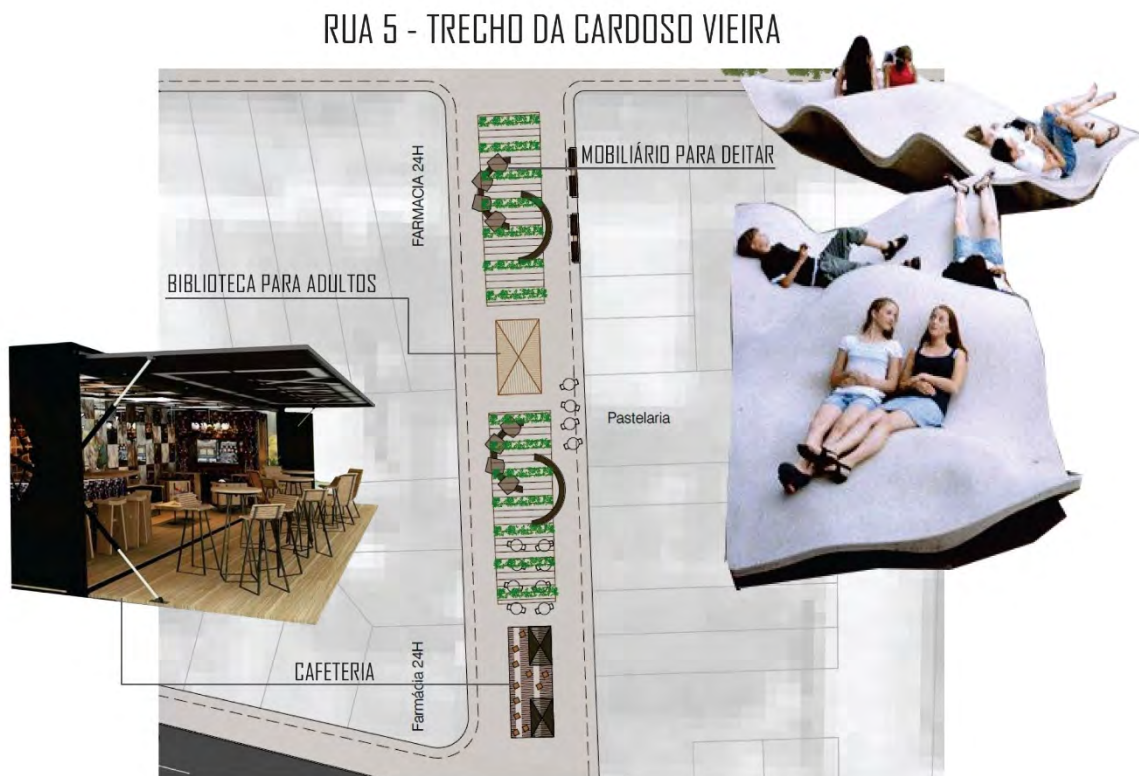 RUA 5 - TRECHO DA CARDOSO VIEIRA
FARMACIA 24H
MOBILIÁRIO PARA DEITAR
BIBLIOTECA PARA ADULTOS
Pastelaria
CAFETERIA
Farmácia 24H